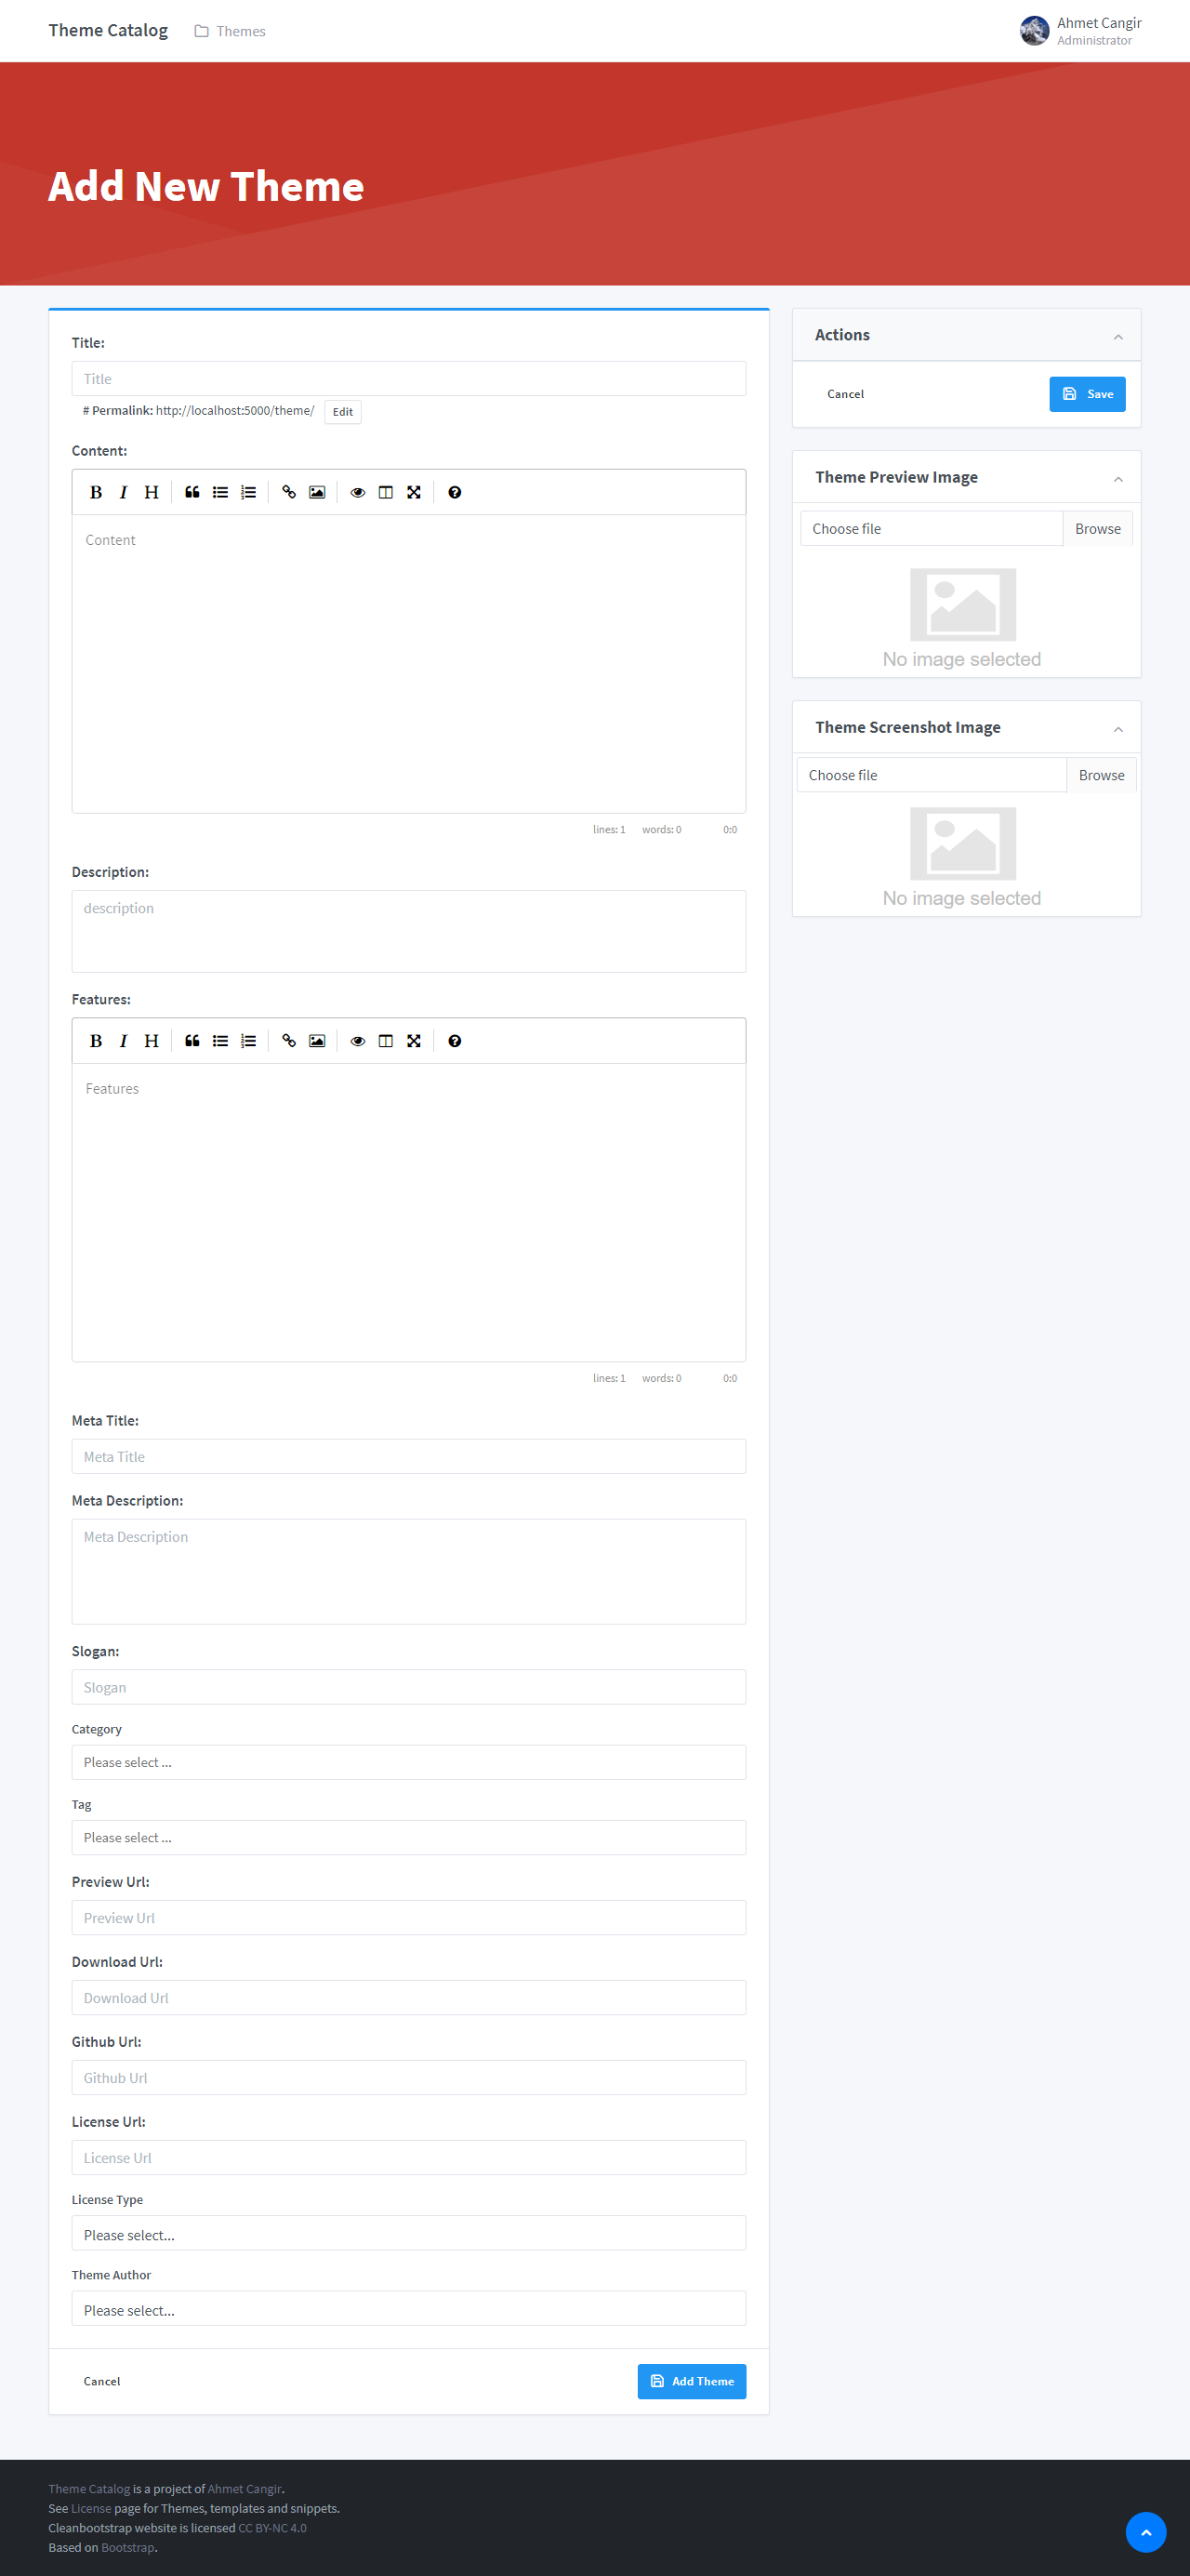 Theme Catalog
Themes
Ahmet Cangir
Administrator
Add New Theme
Title:
Title
# Permalink: http://localhost:5000/theme/ Edit
Content:
B I H
Content
lines: 1 words: 0 0:0
Description:
description
Features:
B I H
Features
lines: 1 words: 0 0:0
Meta Title:
Meta Title
Meta Description:
Meta Description
Slogan:
Slogan
Category
Please select ...
Tag
Please select ...
Preview Url:
Preview Url
Download Url:
Download Url
Github Url:
Github Url
License Url:
License Url
License Type
Please select...
Theme Author
Please select...
Cancel
Add Theme
Actions
Cancel
Save
Theme Preview Image
Choose file
Browse
No image selected
Theme Screenshot Image
Choose file
Browse
No image selected
Theme Catalog is a project of Ahmet Cangir.
See License page for Themes, templates and snippets.
Cleanbootstrap website is licensed CC BY-NC 4.0
Based on Bootstrap.